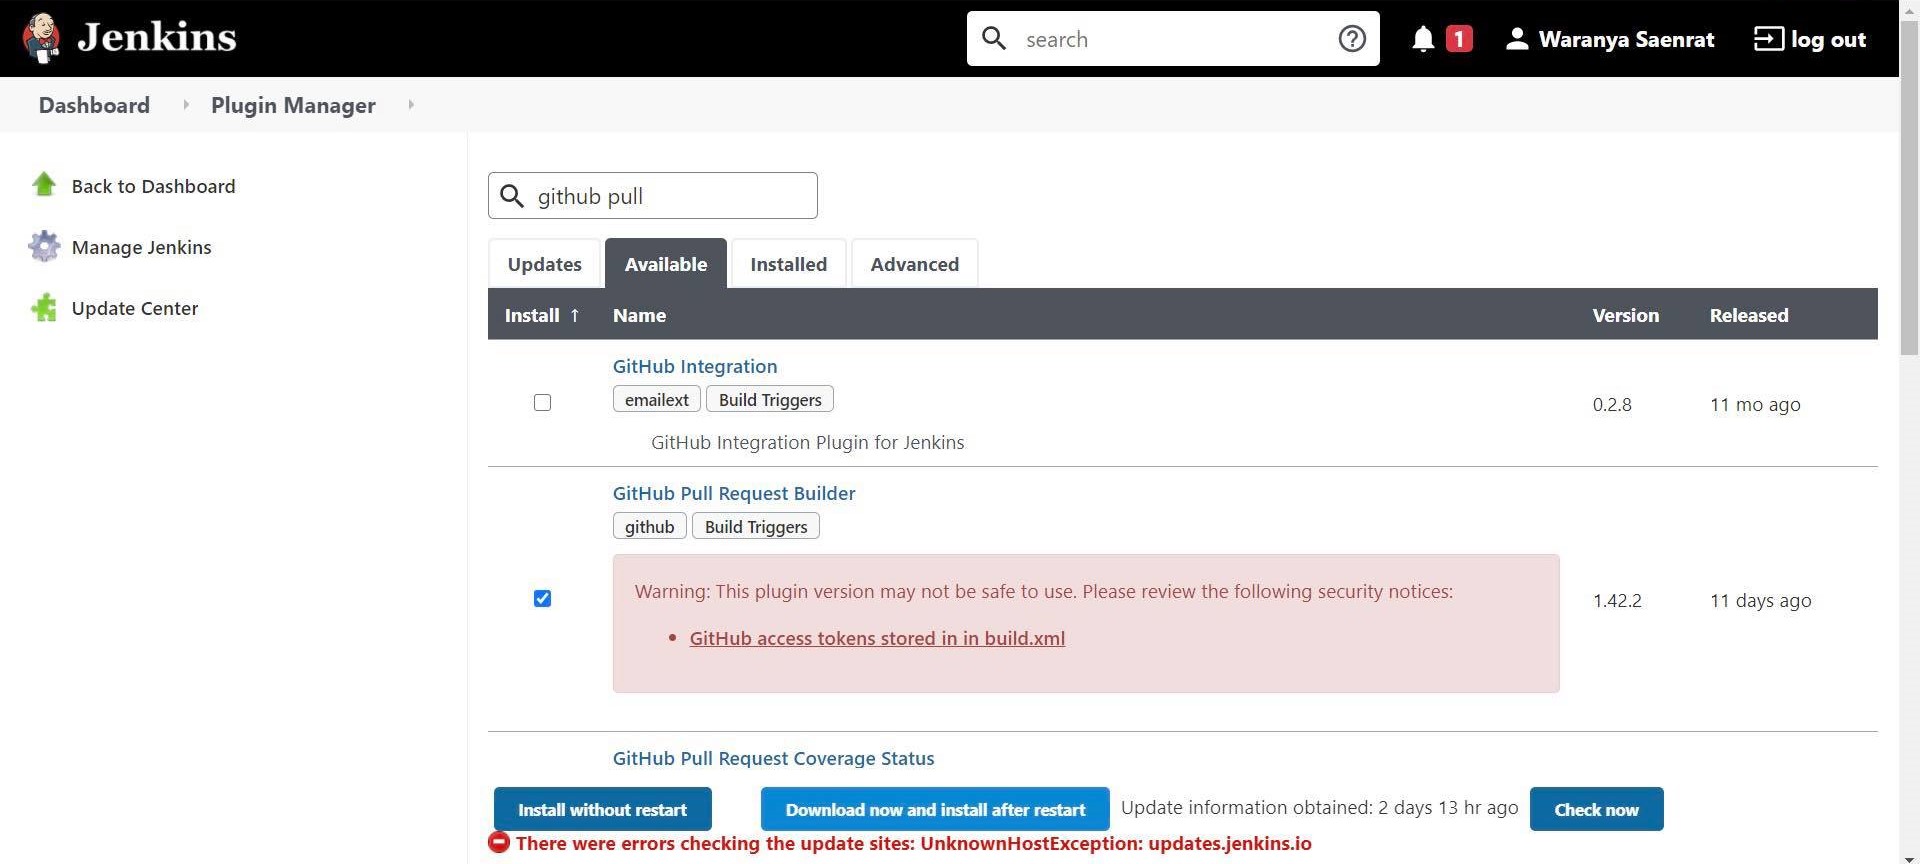 Jenkins
search
1
Waranya Saenrat
log out
Dashboard
Plugin Manager
Back to Dashboard
Manage Jenkins
Update Center
github pull
Updates
Available
Installed
Advanced
Install ↑ Name Version Released
GitHub Integration
emailext Build Triggers
0.2.8 11 mo ago
GitHub Integration Plugin for Jenkins
GitHub Pull Request Builder
github Build Triggers
Warning: This plugin version may not be safe to use. Please review the following security notices:
1.42.2 11 days ago
• GitHub access tokens stored in in build.xml
GitHub Pull Request Coverage Status
Install without restart
Download now and install after restart
Update information obtained: 2 days 13 hr ago
Check now
There were errors checking the update sites: UnknownHostException: updates.jenkins.io